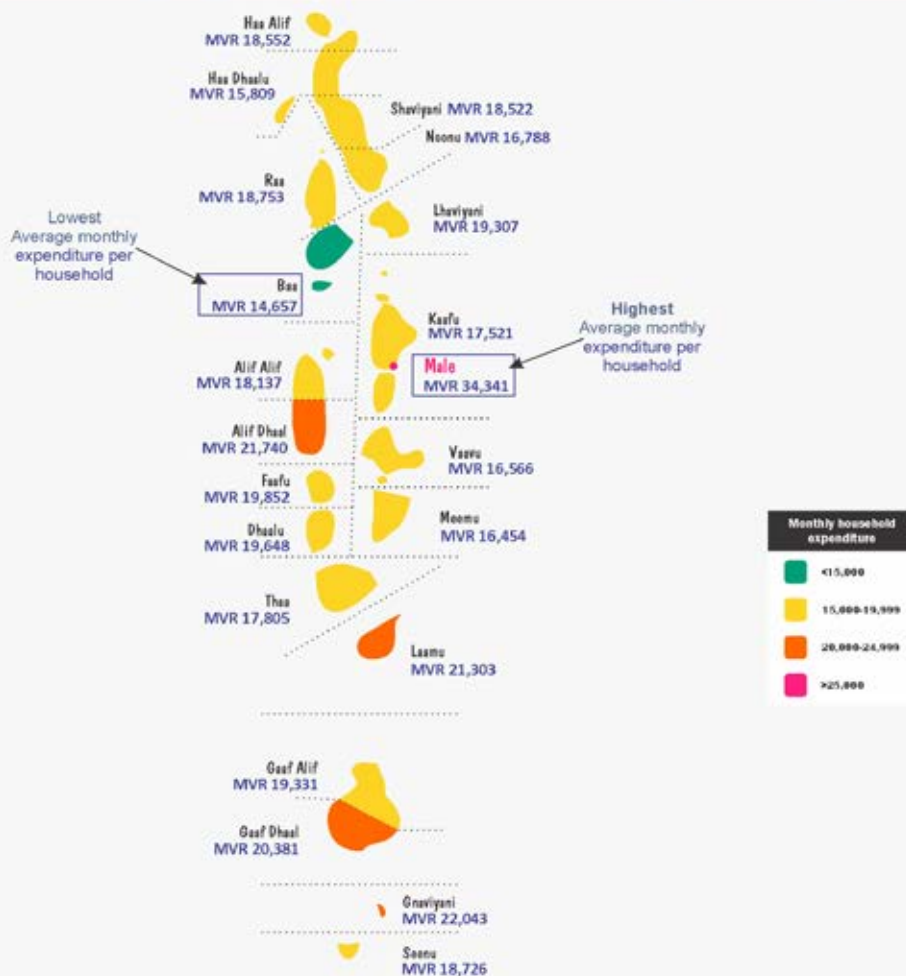 Haa Alif
MVR 18,552
Haa Dhaalu
MVR 15,809
Shaviyani MVR 18,522
Noonu MVR 16,788
Raa
MVR 18,753
Lhaviyani
MVR 19,307
Lowest
Average monthly
expenditure per
household
Baa
MVR 14,657
Kaafu
MVR 17,521
Highest
Average monthly
expenditure per
household
Male
MVR 34,341
Alif Alif
MVR 18,137
Alif Dhaal
MVR 21,740
Vaavu
MVR 16,566
Faafu
MVR 19,852
Meemu
MVR 16,454
Dhaalu
MVR 19,648
Monthly household
expenditure
<15,000
15,000-19,999
20,000-24,999
>25,000
Thaa
MVR 17,805
Laamu
MVR 21,303
Gaaf Alif
MVR 19,331
Gaaf Dhaal
MVR 20,381
Gnaviyani
MVR 22,043
Seenu
MVR 18,726